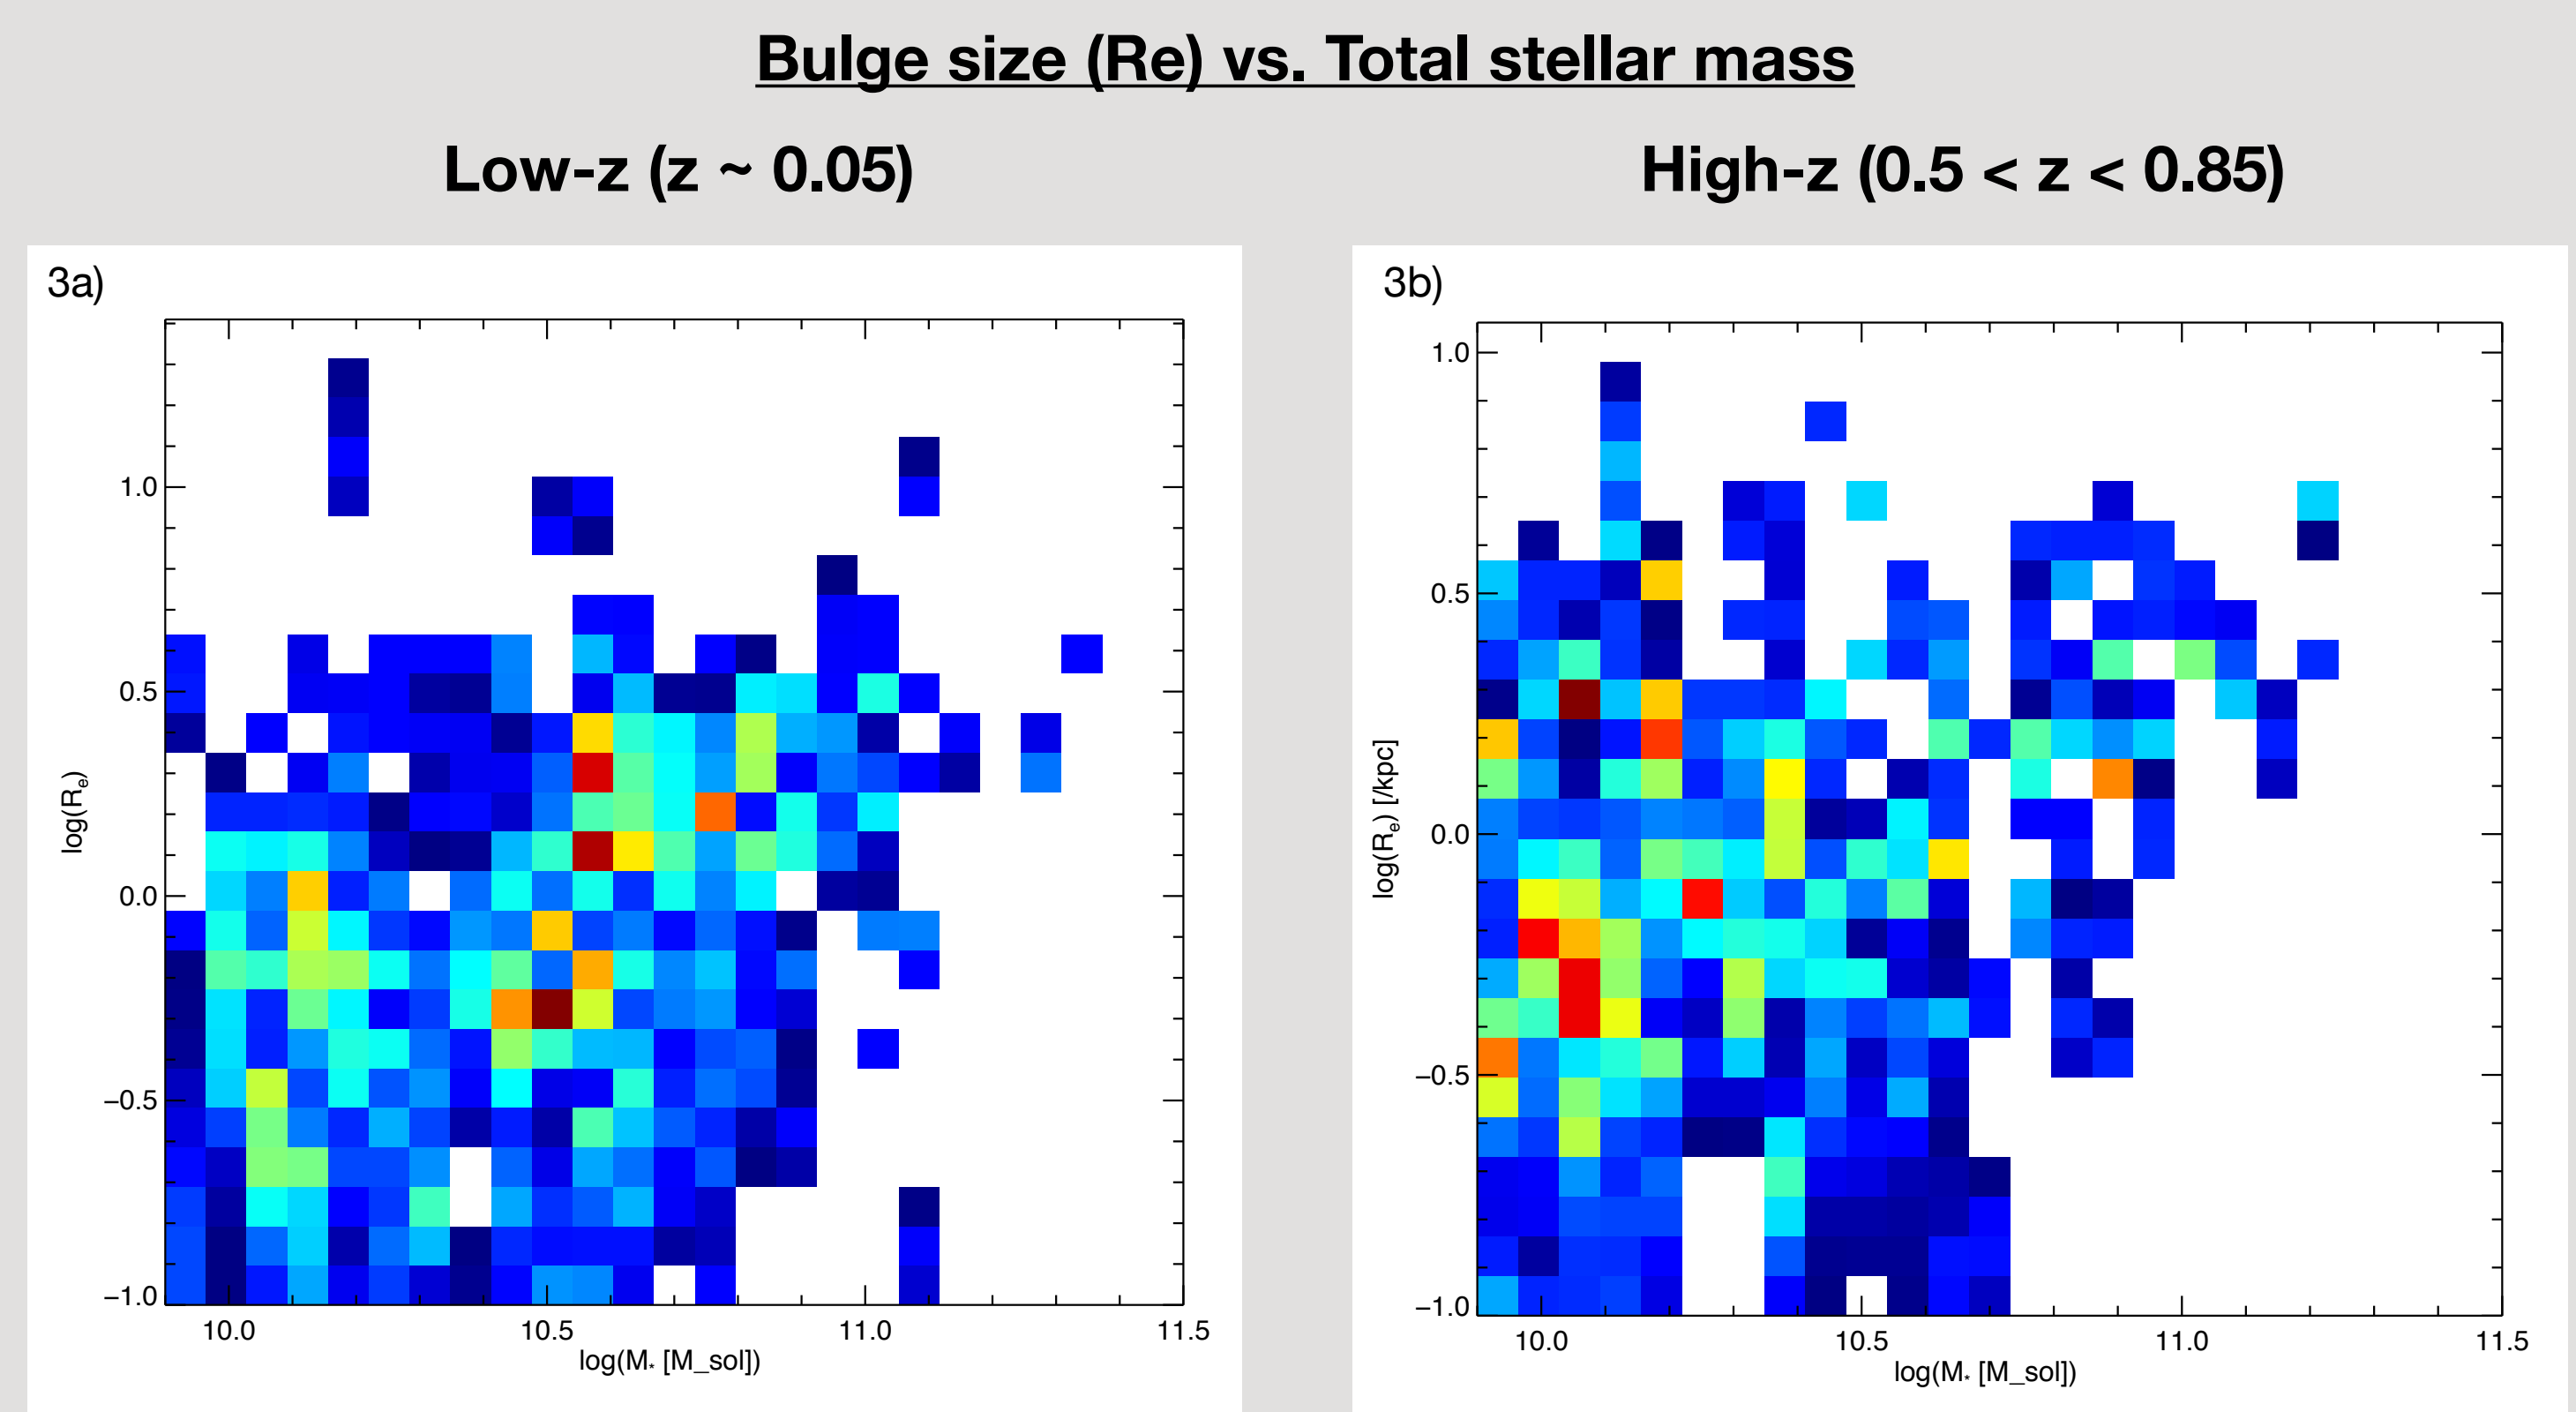 Bulge size (Re) vs. Total stellar mass
Low-z (z ~ 0.05)
High-z (0.5 < z < 0.85)
3a)
1.0
0.5
0.0
−0.5
−1.0
log(Re)
10.0 10.5 11.0 11.5
log(M* [M_sol])
3b)
1.0
0.5
0.0
−0.5
−1.0
log(Re) [/kpc]
10.0 10.5 11.0 11.5
log(M* [M_sol])